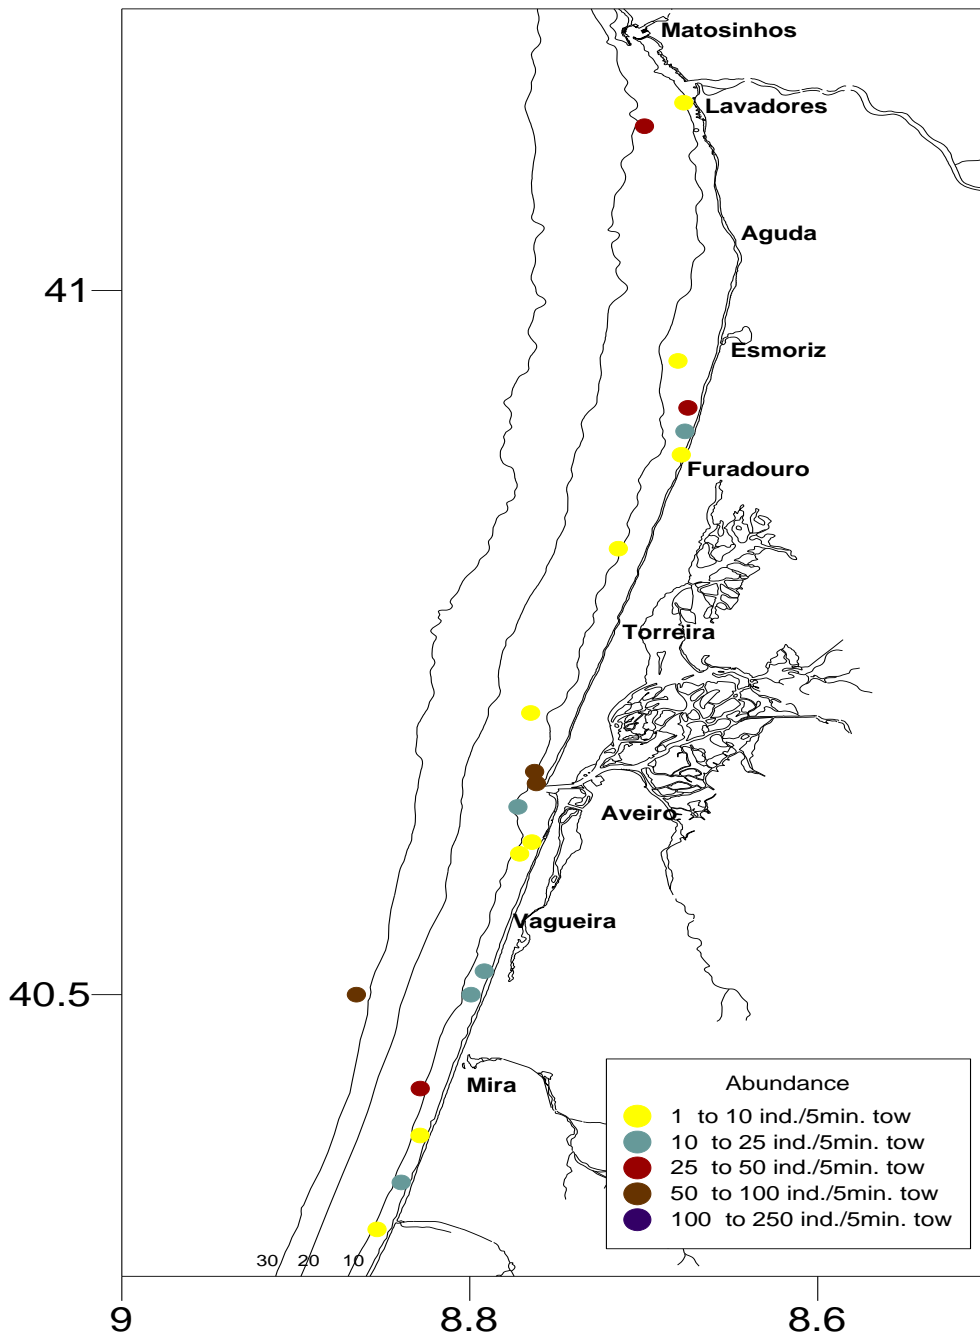 Matosinhos
Lavadores
Aguda
41
Esmoriz
Furadouro
Torreira
Aveiro
Vagueira
40.5
Mira
Abundance
1 to 10 ind./5min. tow
10 to 25 ind./5min. tow
25 to 50 ind./5min. tow
50 to 100 ind./5min. tow
100 to 250 ind./5min. tow
30 20 10
9 8.8 8.6